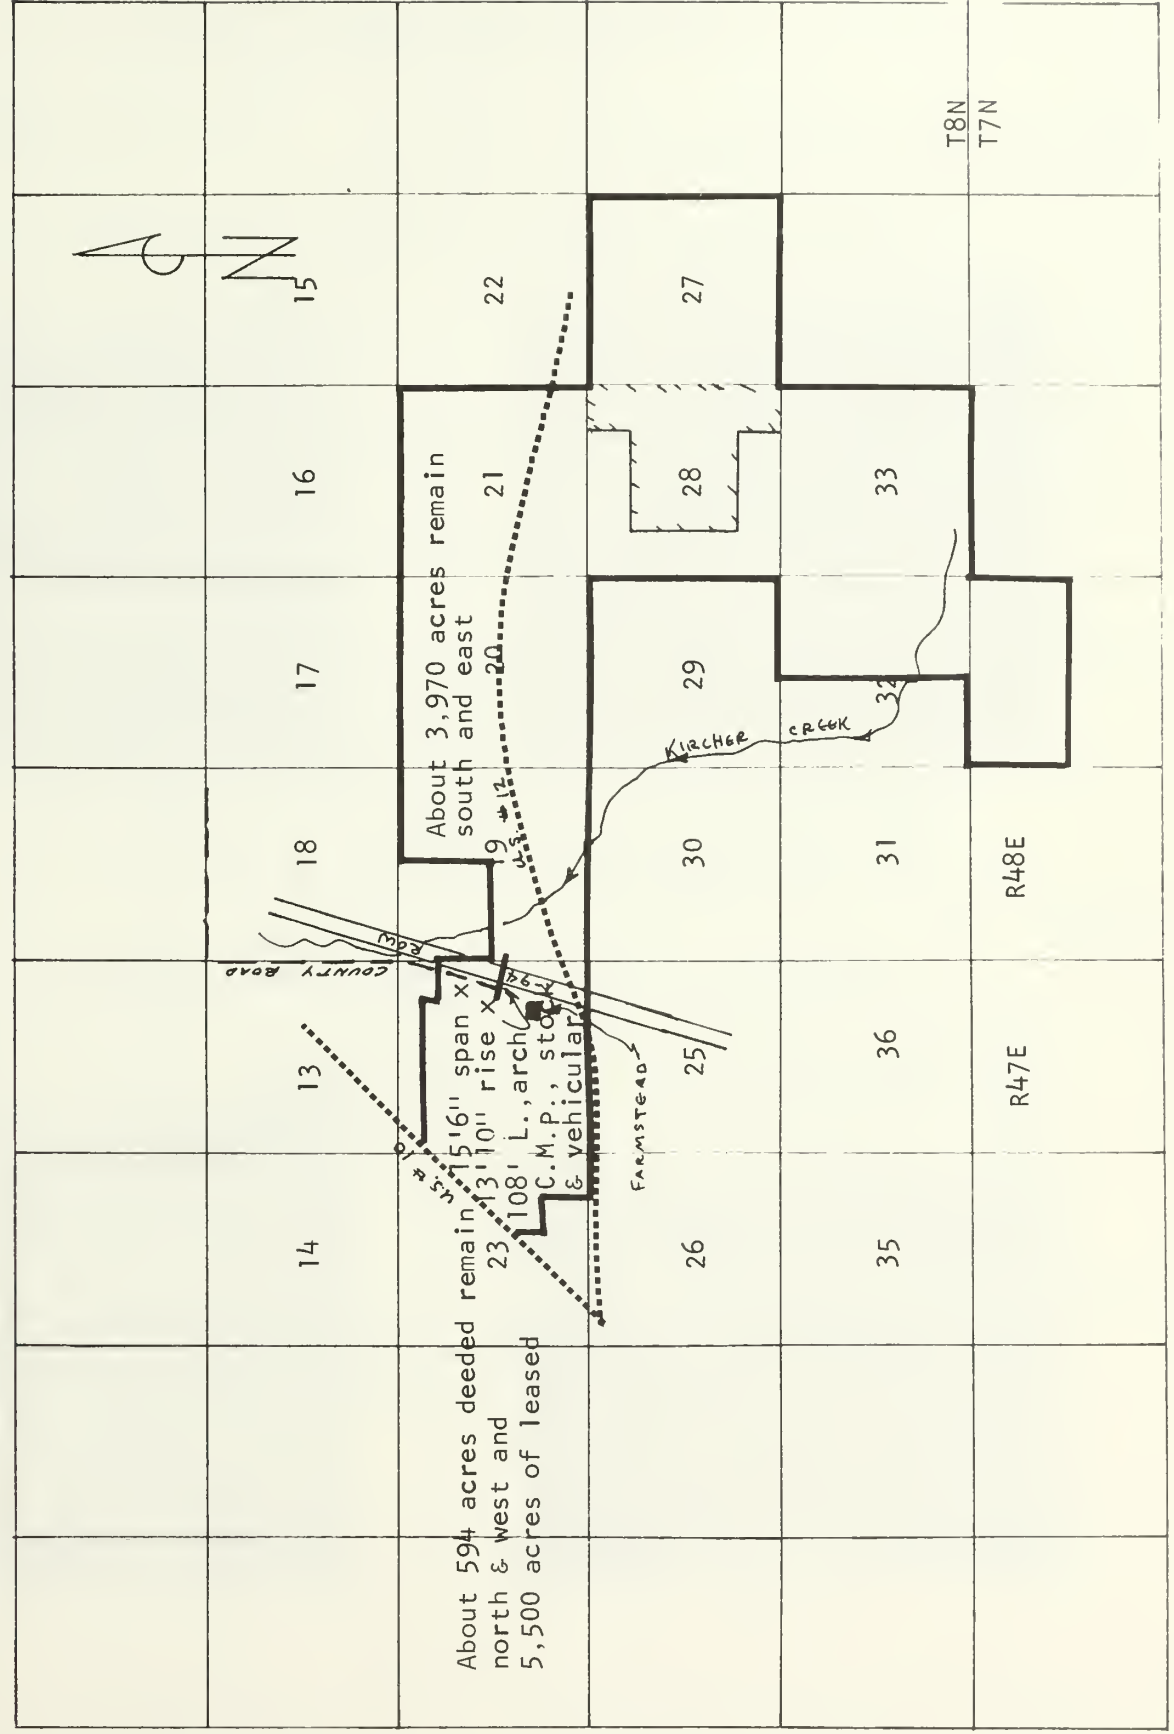 15
16
17
18
13
14
COUNTY ROAD
ROW
U.S. # 10
22
21
About 3,970 acres remain
south and east
20
19
U.S. # 12
I-94
15'6" span x
13'10" rise x
108' L., arch
C.M.P., stock
& vehicular
23
About 594 acres deeded remain
north & west and
5,500 acres of leased
27
28
29
30
25
26
KIRCHER CREEK
FARMSTEAD
33
32
31
36
35
T8N
T7N
R48E
R47E
N